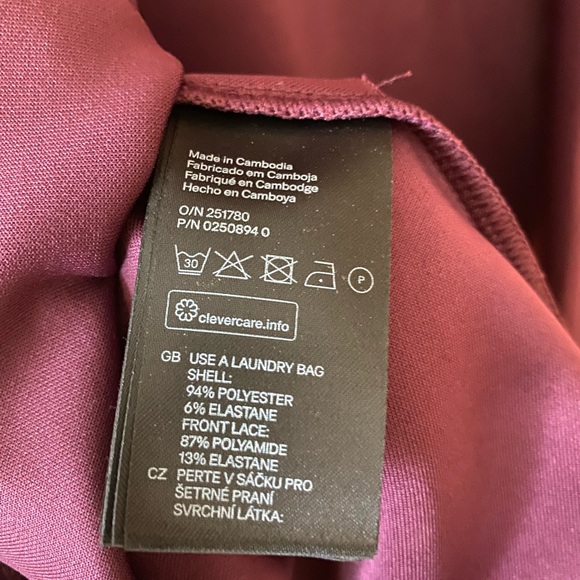 Made in Cambodia
Fabricado em Camboja
Fabriqué en Cambodge
Hecho en Camboya
O/N 251780
P/N 0250894 0
30 P
clevercare.info
GB USE A LAUNDRY BAG
SHELL:
94% POLYESTER
6% ELASTANE
FRONT LACE:
87% POLYAMIDE
13% ELASTANE
CZ PERTE V SÁČKU PRO
ŠETRNÉ PRANÍ
SVRCHNÍ LÁTKA: